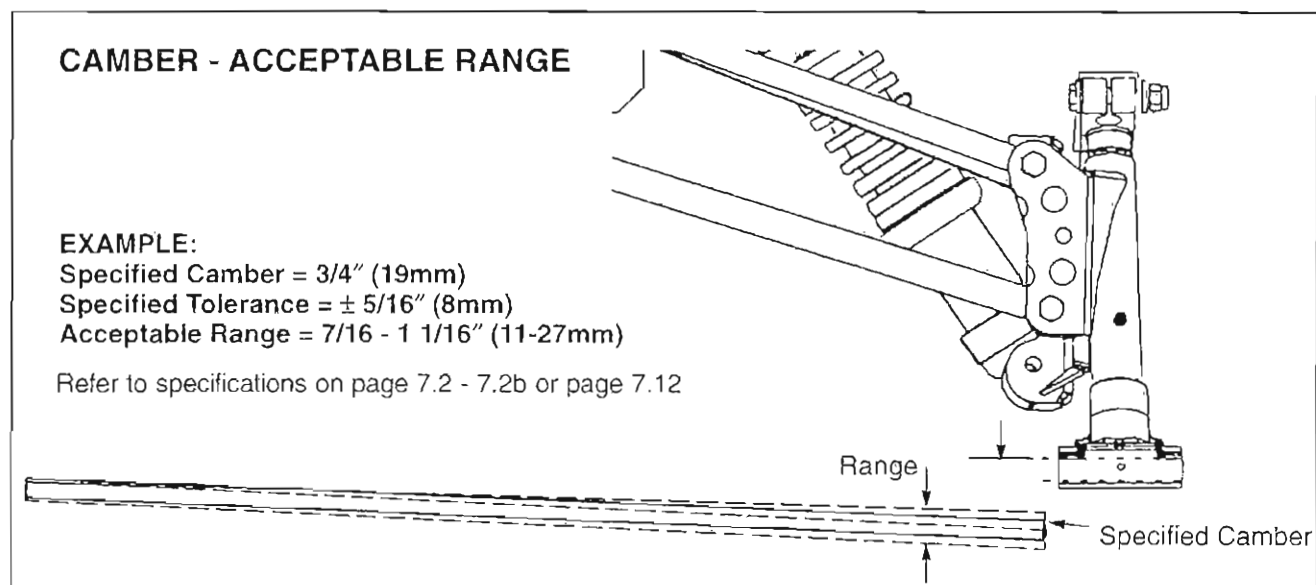 CAMBER - ACCEPTABLE RANGE
EXAMPLE:
Specified Camber = 3/4″ (19mm)
Specified Tolerance = ± 5/16″ (8mm)
Acceptable Range = 7/16 - 1 1/16″ (11-27mm)
Refer to specifications on page 7.2 - 7.2b or page 7.12
Range
Specified Camber